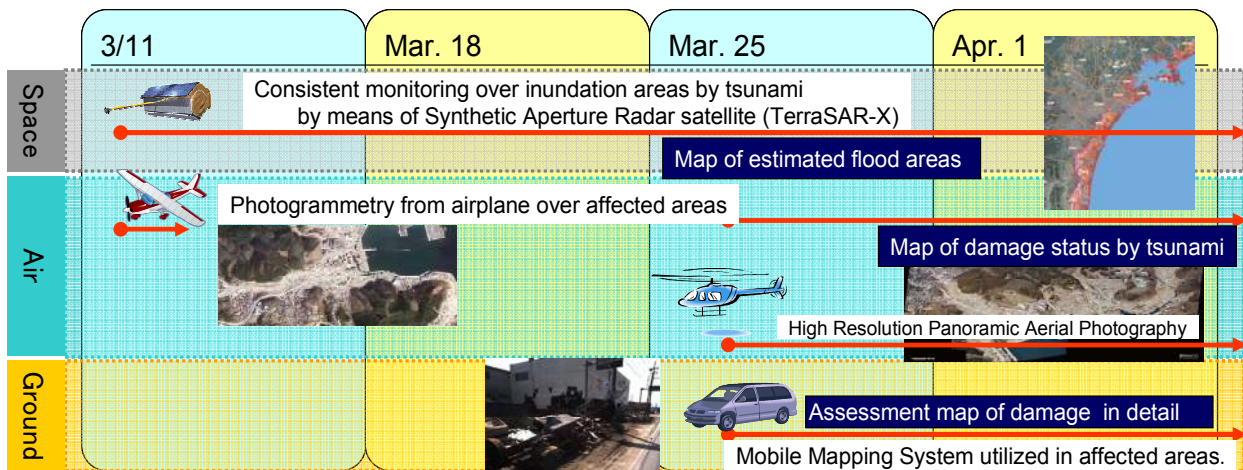 3/11
Mar. 18
Mar. 25
Apr. 1
Space
Consistent monitoring over inundation areas by tsunami
by means of Synthetic Aperture Radar satellite (TerraSAR-X)
Map of estimated flood areas
Air
Photogrammetry from airplane over affected areas
Map of damage status by tsunami
High Resolution Panoramic Aerial Photography
Ground
Assessment map of damage in detail
Mobile Mapping System utilized in affected areas.